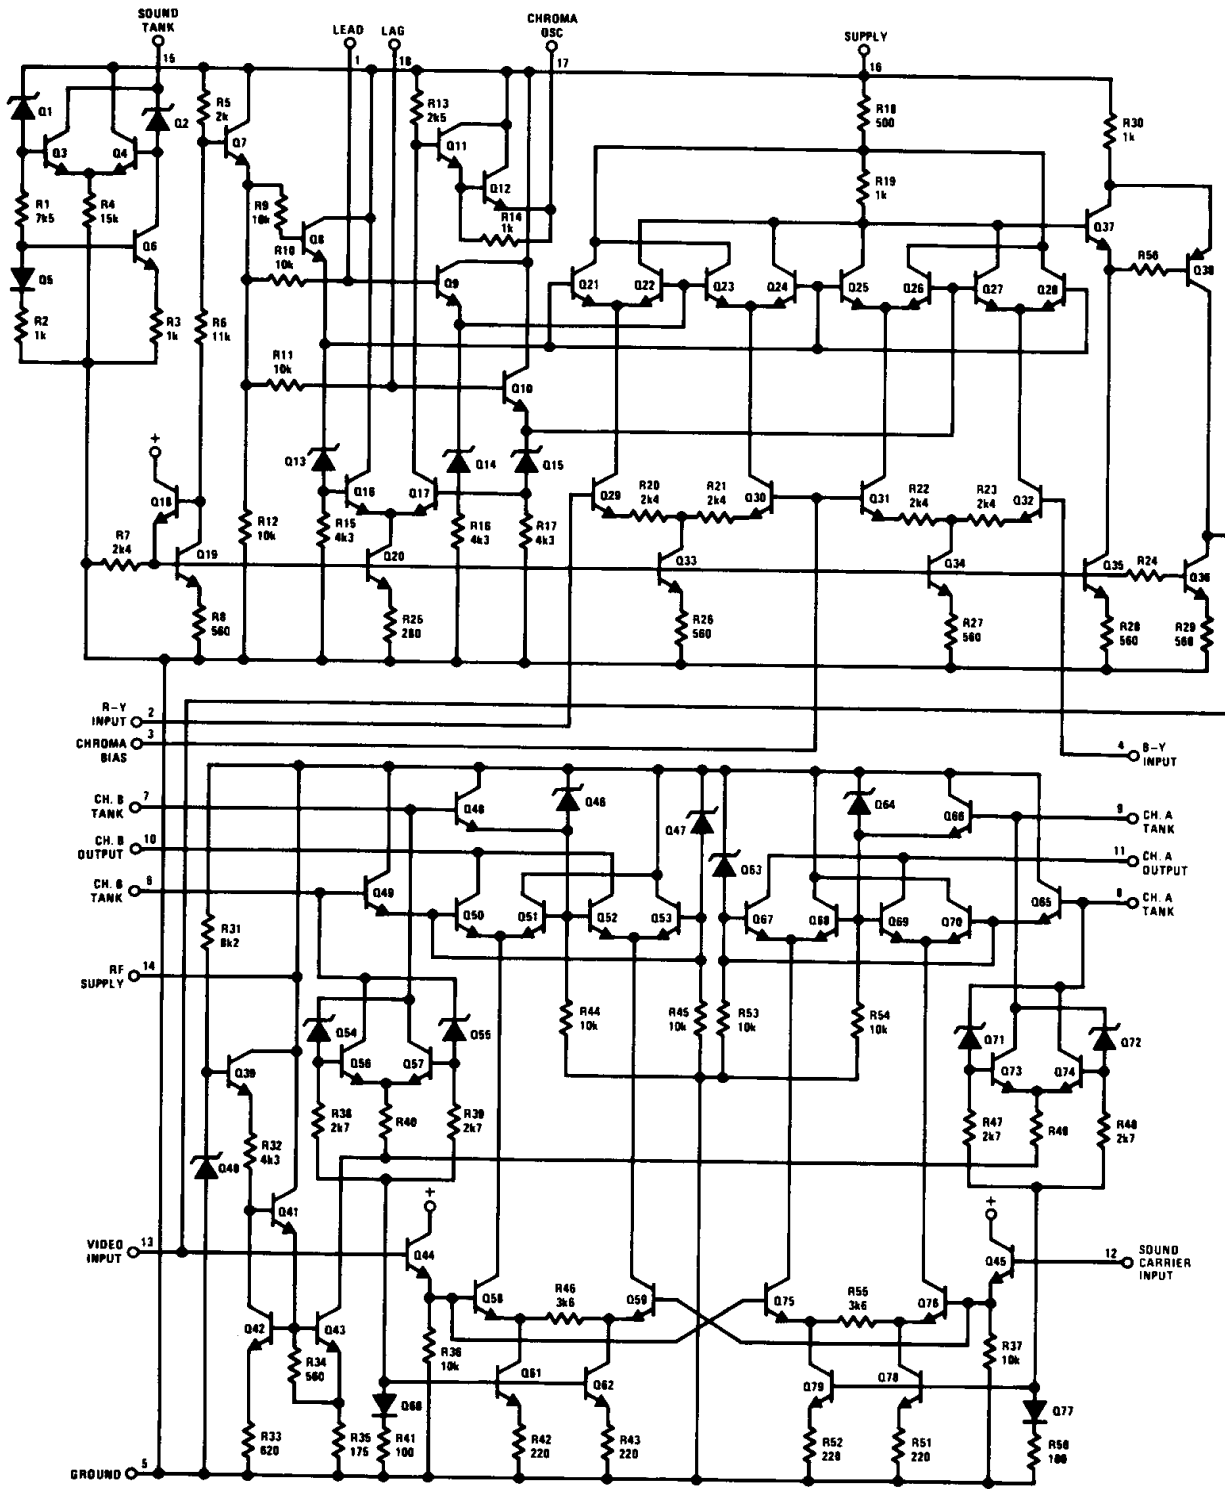 SOUND
TANK
15
LEAD
1
LAG
18
CHROMA
OSC
17
SUPPLY
16
Q1
Q2
Q3
Q4
R5
2k
Q7
R13
2k5
Q11
Q12
R14
1k
R18
500
R19
1k
R30
1k
Q37
R56
Q38
R1
7k5
R4
15k
Q6
Q5
R2
1k
R3
1k
R6
11k
R9
10k
Q8
R10
10k
Q9
R11
10k
Q10
Q21
Q22
Q23
Q24
Q25
Q26
Q27
Q28
+
Q18
R7
2k4
Q19
R8
560
R12
10k
Q13
R15
4k3
Q16
Q17
Q20
R25
280
Q14
R16
4k3
Q15
R17
4k3
Q29
R20
2k4
R21
2k4
Q30
Q31
R22
2k4
R23
2k4
Q32
Q33
R26
560
Q34
R27
560
Q35
R24
Q36
R28
560
R29
560
R-Y
INPUT
2
CHROMA
BIAS
3
4
B-Y
INPUT
CH. B
TANK
7
CH. B
OUTPUT
10
CH. B
TANK
6
Q48
Q46
Q47
Q63
Q64
Q66
9
CH. A
TANK
11
CH. A
OUTPUT
8
CH. A
TANK
Q49
Q50
Q51
Q52
Q53
Q67
Q68
Q69
Q70
Q65
R31
8k2
RF
SUPPLY
14
R44
10k
R45
10k
R53
10k
R54
10k
Q54
Q56
Q57
Q55
Q71
Q73
Q74
Q72
Q39
R32
4k3
R38
2k7
R40
R39
2k7
R47
2k7
R49
R48
2k7
Q40
Q41
VIDEO
INPUT
13
+
Q44
+
Q45
12
SOUND
CARRIER
INPUT
Q42
Q43
R34
560
R36
10k
Q58
R46
3k6
Q59
Q75
R55
3k6
Q76
R37
10k
Q61
Q62
Q79
Q78
R33
620
R35
175
Q60
R41
100
R42
220
R43
220
R52
220
R51
220
Q77
R50
100
GROUND
5